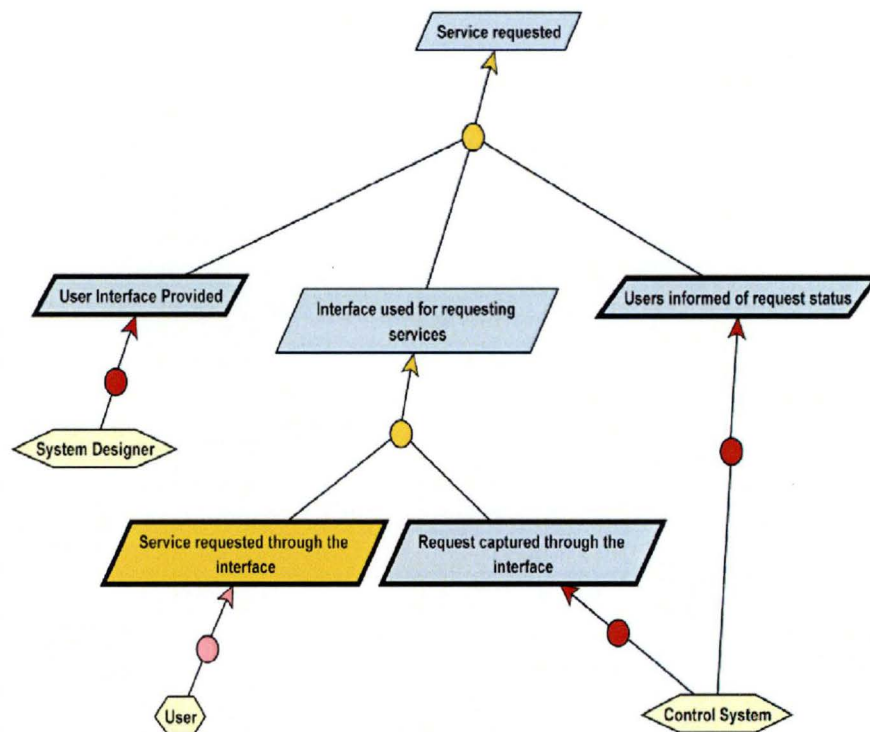 Service requested
User Interface Provided
Interface used for requesting
services
Users informed of request status
System Designer
Service requested through the
interface
Request captured through the
interface
User
Control System